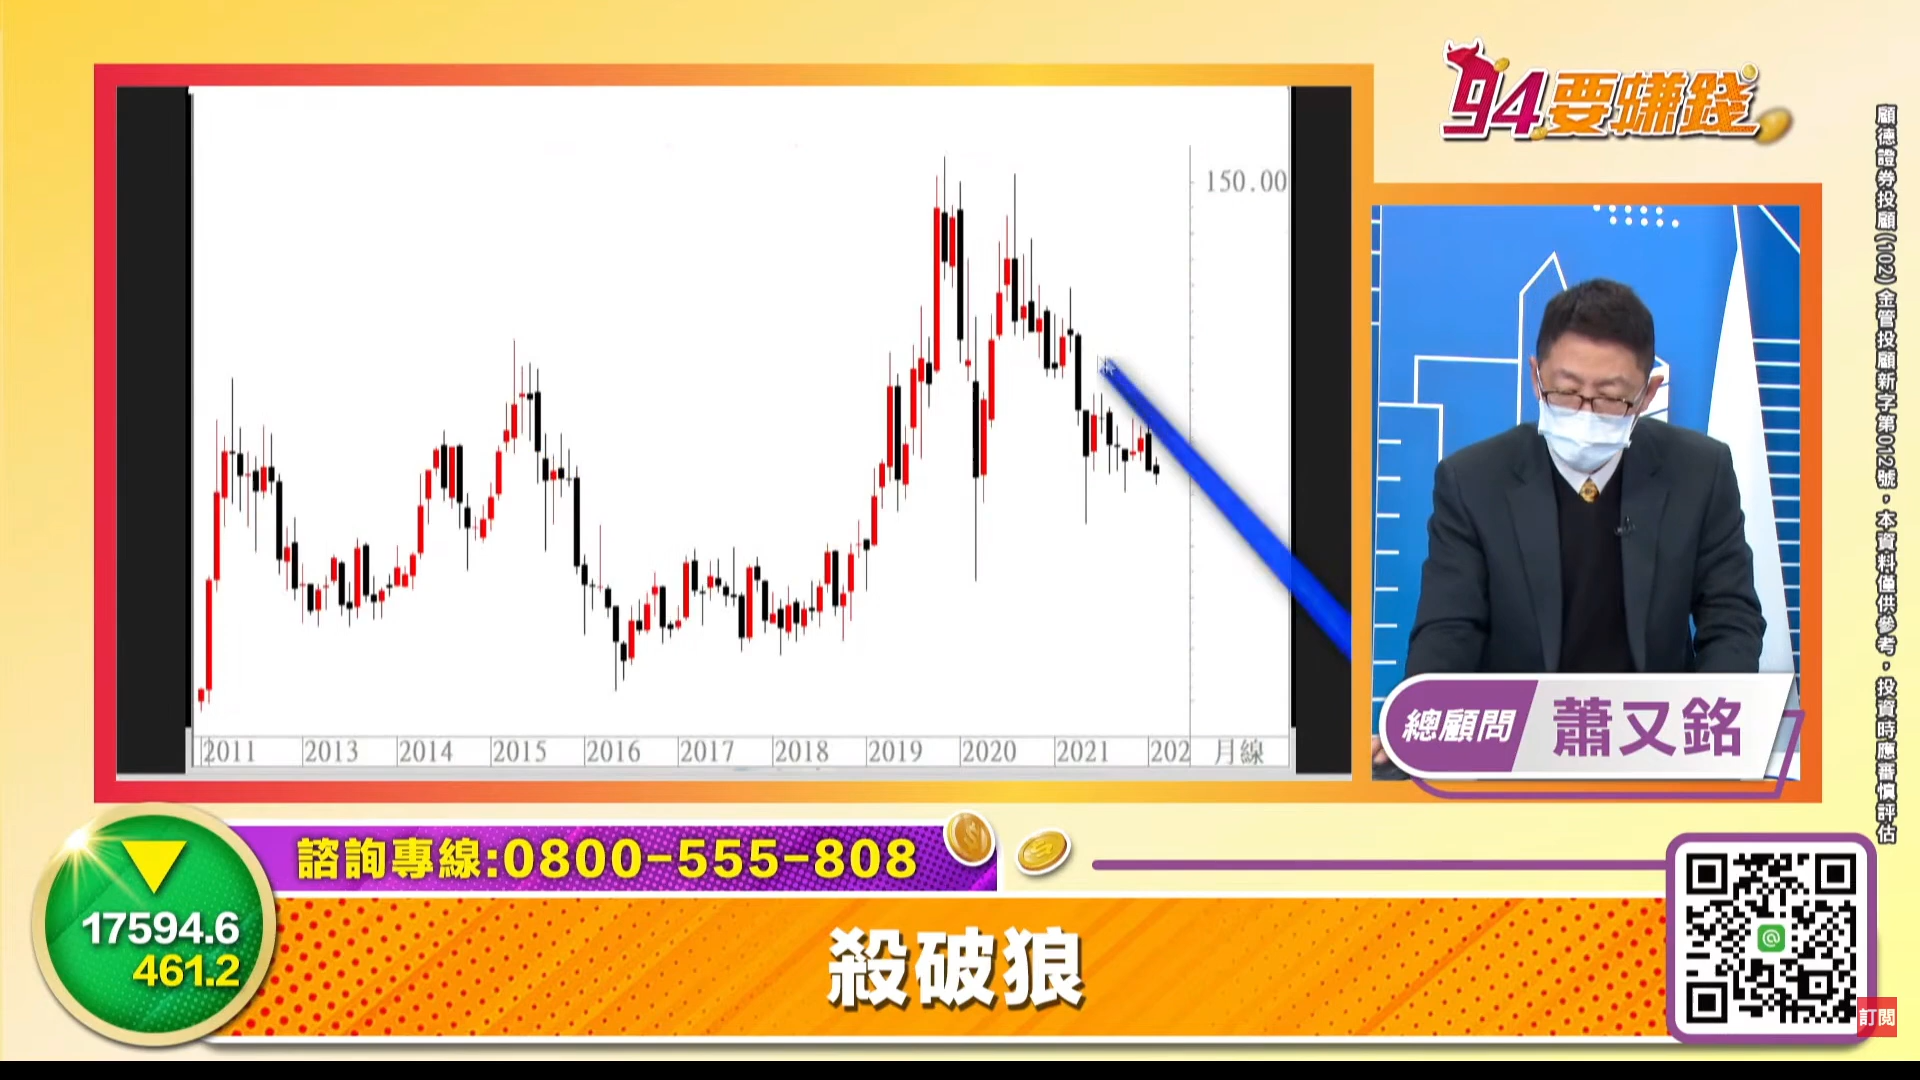 94要賺錢
顧德證券投顧(102)金管投顧新字第012號，本資料僅供參考，投資時應審慎評估
150.00
2011 2013 2014 2015 2016 2017 2018 2019 2020 2021 202 月線
總顧問 蕭又銘
諮詢專線:0800-555-808
17594.6
461.2
殺破狼
訂閱